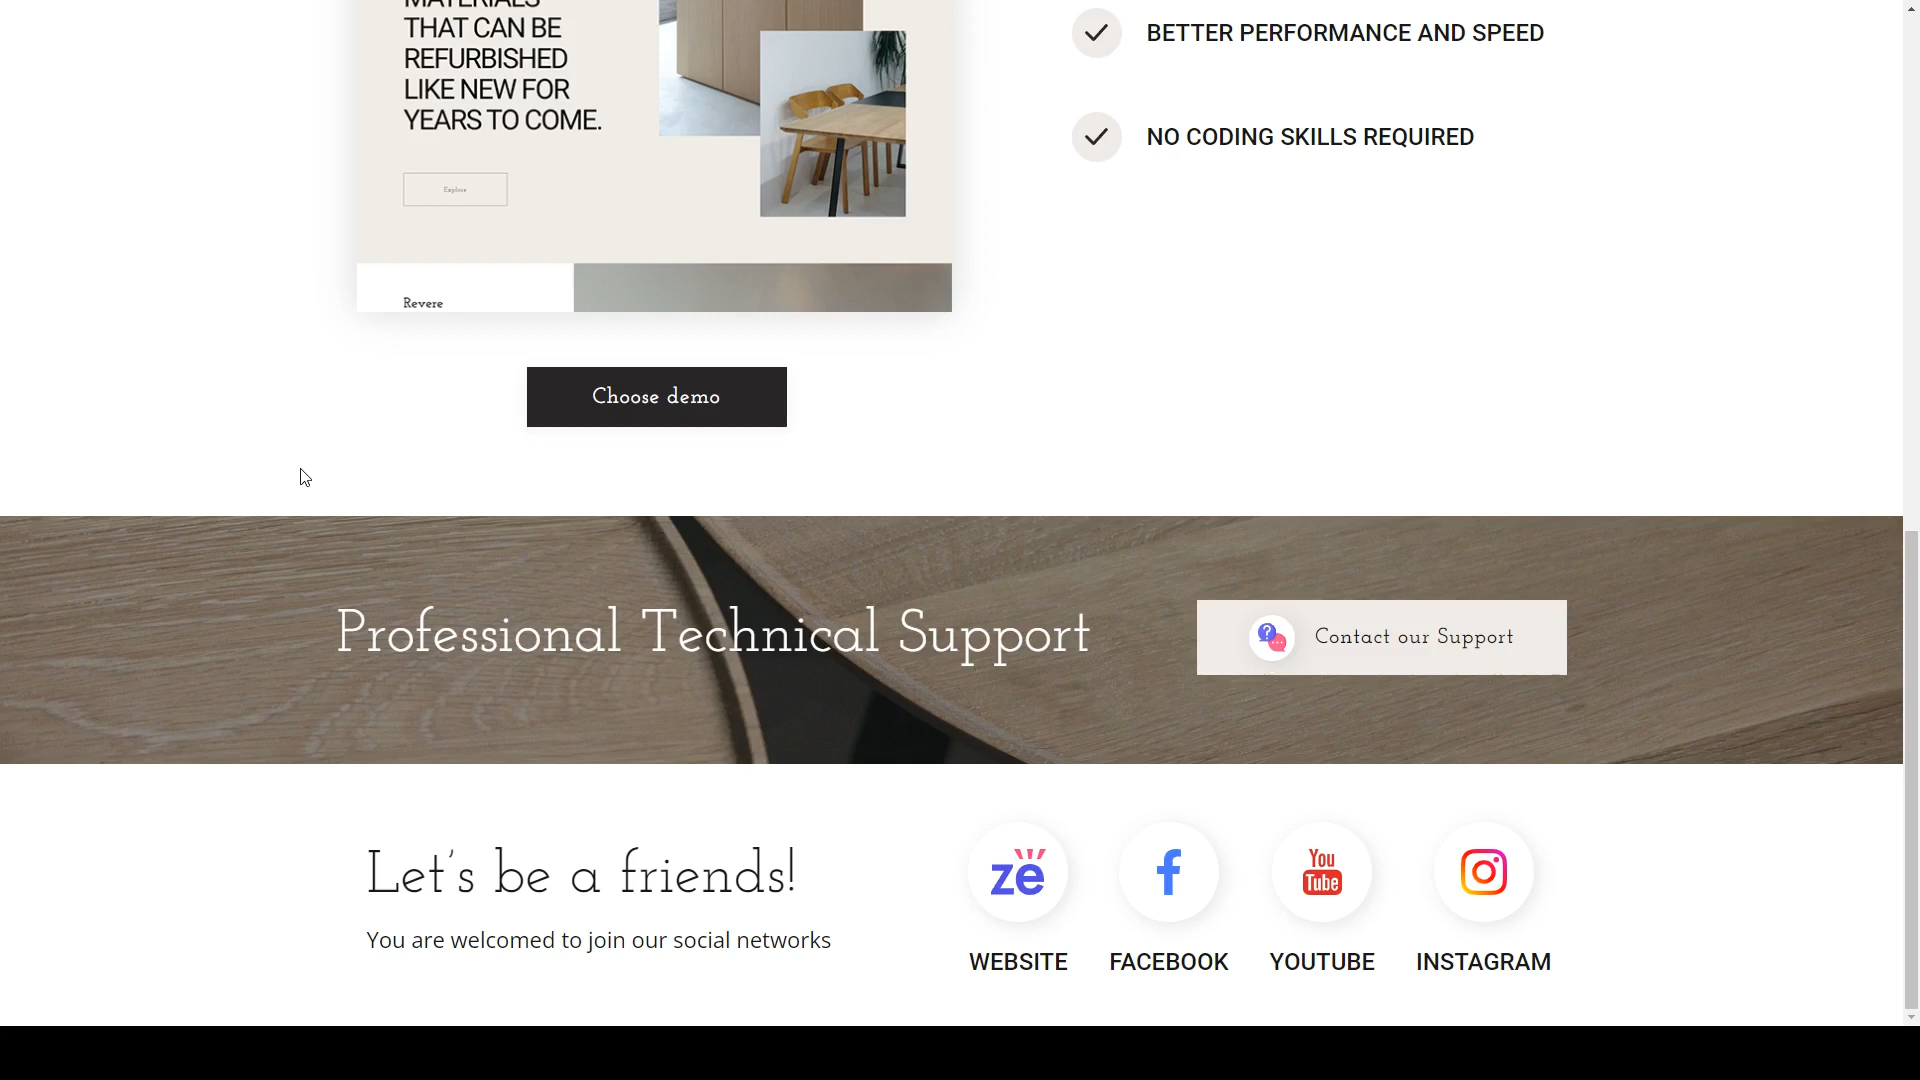 THAT CAN BE
REFURBISHED
LIKE NEW FOR
YEARS TO COME.
Explore
Revere
BETTER PERFORMANCE AND SPEED
NO CODING SKILLS REQUIRED
Choose demo
Professional Technical Support
Contact our Support
Let's be a friends!
You are welcomed to join our social networks
ze
You
Tube
WEBSITE
FACEBOOK
YOUTUBE
INSTAGRAM